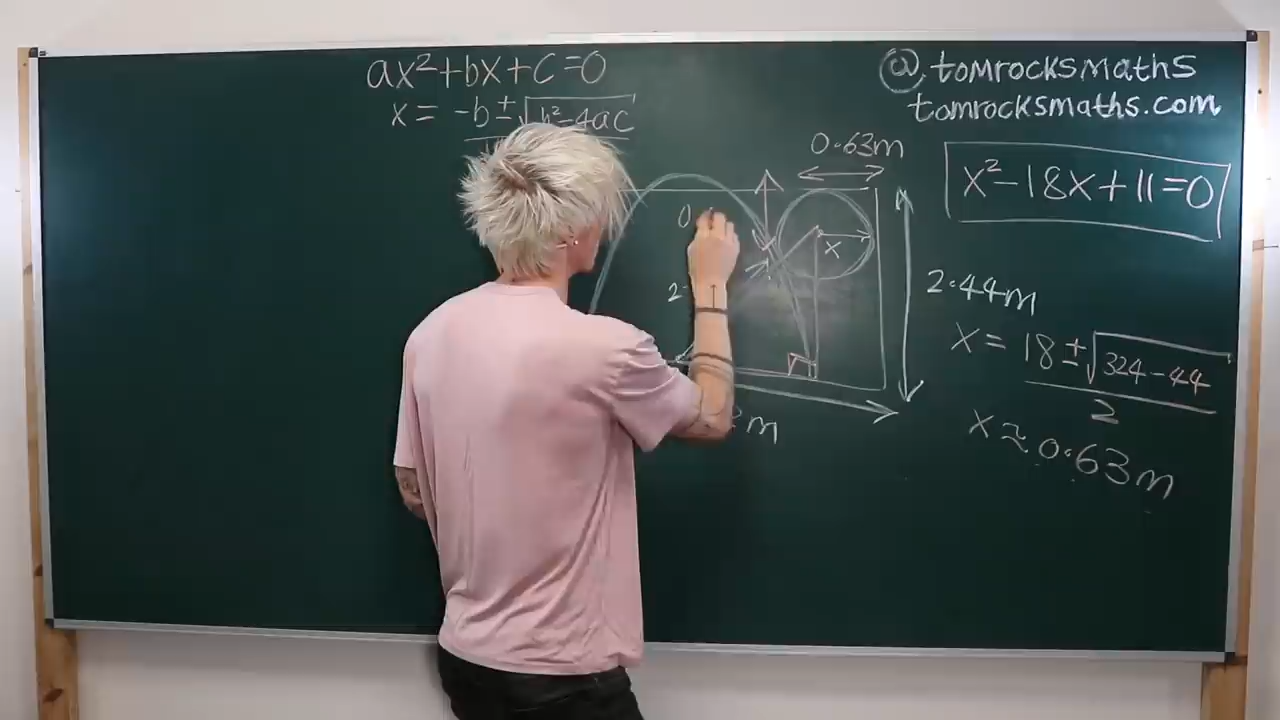 ax²+bx+c=0
x= -b±√b²-4ac
@tomrocksmaths
tomrocksmaths.com
0.63m
x²-18x+11=0
x
2.44m
x= 18±√324-44
2
x≈0.63m
m